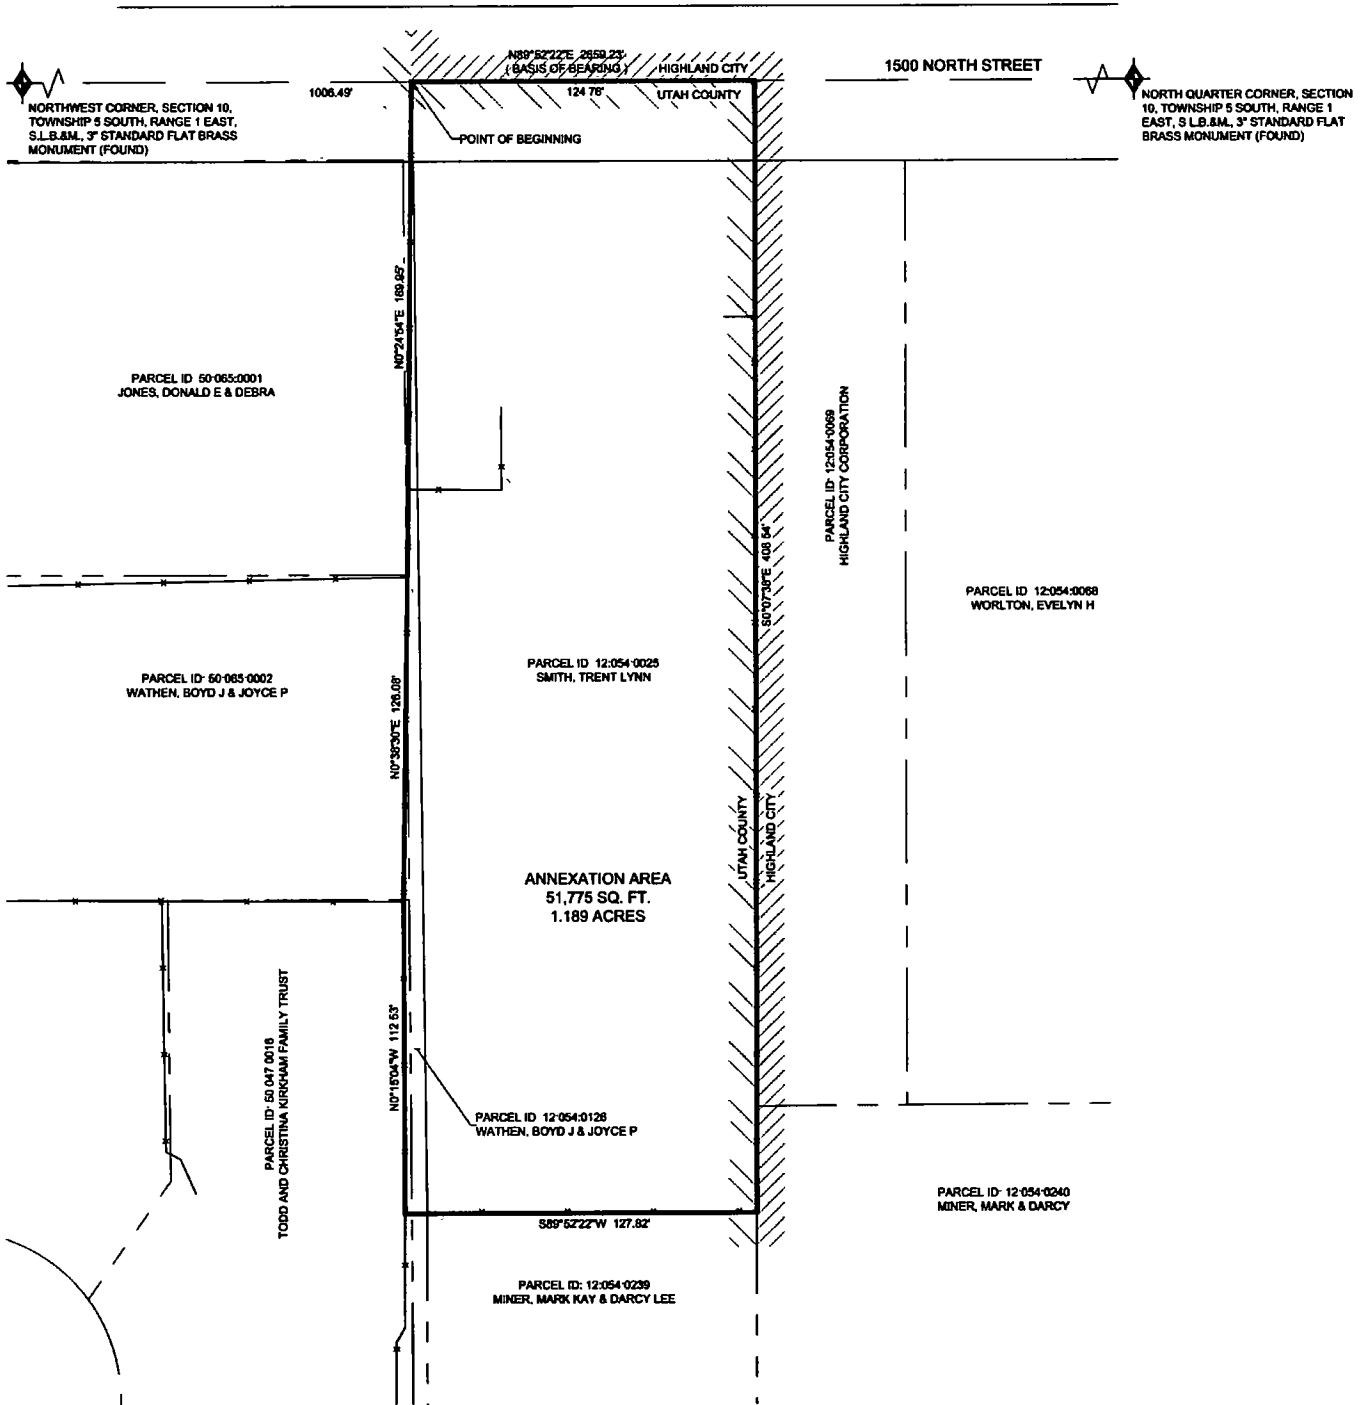 N89°52'22"E 2659.23'
( BASIS OF BEARING )
HIGHLAND CITY
1500 NORTH STREET
1006.49'
124 76'
UTAH COUNTY
NORTHWEST CORNER, SECTION 10,
TOWNSHIP 5 SOUTH, RANGE 1 EAST,
S.L.B.&M., 3" STANDARD FLAT BRASS
MONUMENT (FOUND)
NORTH QUARTER CORNER, SECTION
10, TOWNSHIP 5 SOUTH, RANGE 1
EAST, S L.B.&M., 3" STANDARD FLAT
BRASS MONUMENT (FOUND)
POINT OF BEGINNING
N0°24'54"E 169.95'
PARCEL ID 50:065:0001
JONES, DONALD E & DEBRA
PARCEL ID: 12:054:0069
HIGHLAND CITY CORPORATION
S0°07'38"E 408 54'
PARCEL ID 12:054:0068
WORLTON, EVELYN H
PARCEL ID 12:054:0025
SMITH, TRENT LYNN
PARCEL ID: 50:065:0002
WATHEN, BOYD J & JOYCE P
N0°38'30"E 126.08'
UTAH COUNTY
HIGHLAND CITY
ANNEXATION AREA
51,775 SQ. FT.
1.189 ACRES
PARCEL ID: 50 047 0016
TODD AND CHRISTINA KIRKHAM FAMILY TRUST
N0°15'04"W 112 53'
PARCEL ID 12:054:0126
WATHEN, BOYD J & JOYCE P
PARCEL ID: 12:054:0240
MINER, MARK & DARCY
S89°52'22"W 127.82'
PARCEL ID: 12:054:0239
MINER, MARK KAY & DARCY LEE